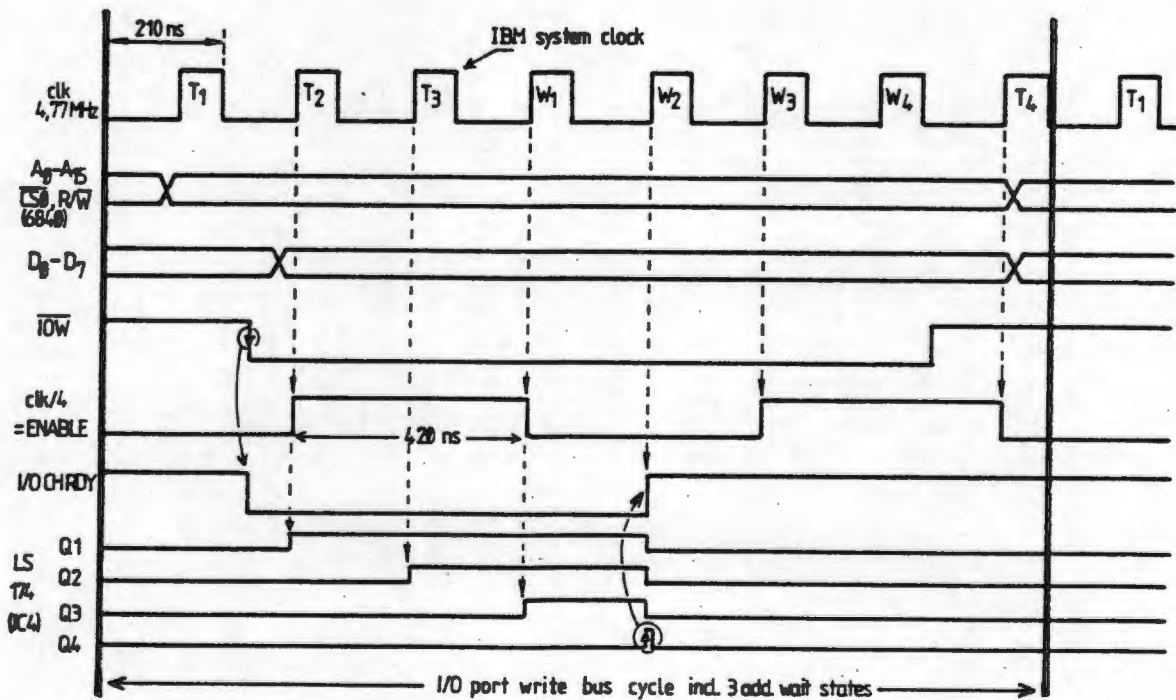 210 ns
IBM system clock
clk
4,77MHz
T1
T2
T3
W1
W2
W3
W4
T4
T1
A0-A15
CS0, R/W
(6840)
D0-D7
IOW
clk/4
=ENABLE
420 ns
I/O CHRDY
LS
174
(IC4)
Q1
Q2
Q3
Q4
I/O port write bus cycle incl. 3 add. wait states